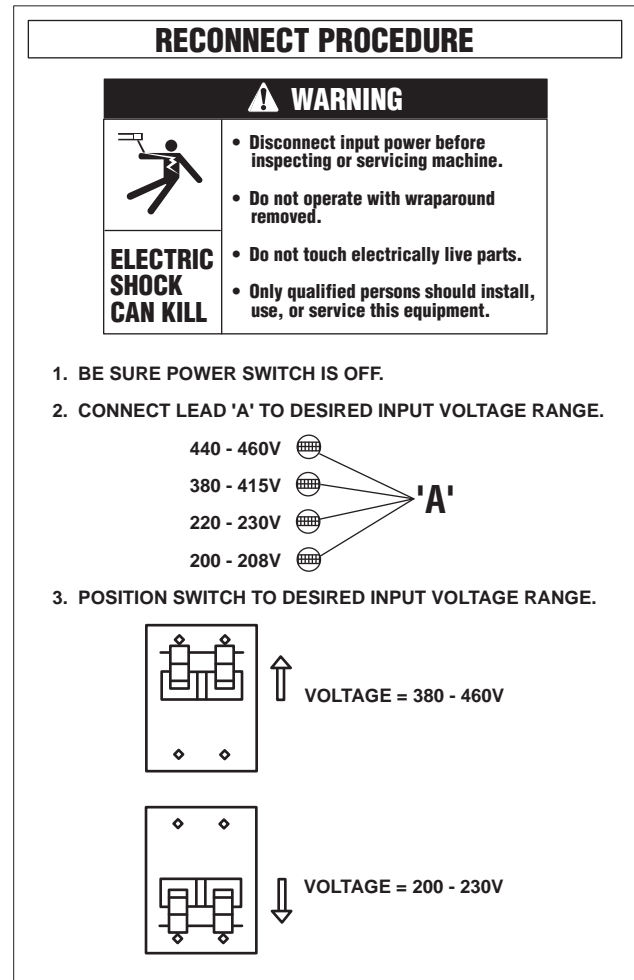 RECONNECT PROCEDURE
WARNING
ELECTRIC
SHOCK
CAN KILL
• Disconnect input power before
inspecting or servicing machine.
• Do not operate with wraparound
removed.
• Do not touch electrically live parts.
• Only qualified persons should install,
use, or service this equipment.
1. BE SURE POWER SWITCH IS OFF.
2. CONNECT LEAD 'A' TO DESIRED INPUT VOLTAGE RANGE.
440 - 460V
380 - 415V
220 - 230V
200 - 208V
'A'
3. POSITION SWITCH TO DESIRED INPUT VOLTAGE RANGE.
VOLTAGE = 380 - 460V
VOLTAGE = 200 - 230V